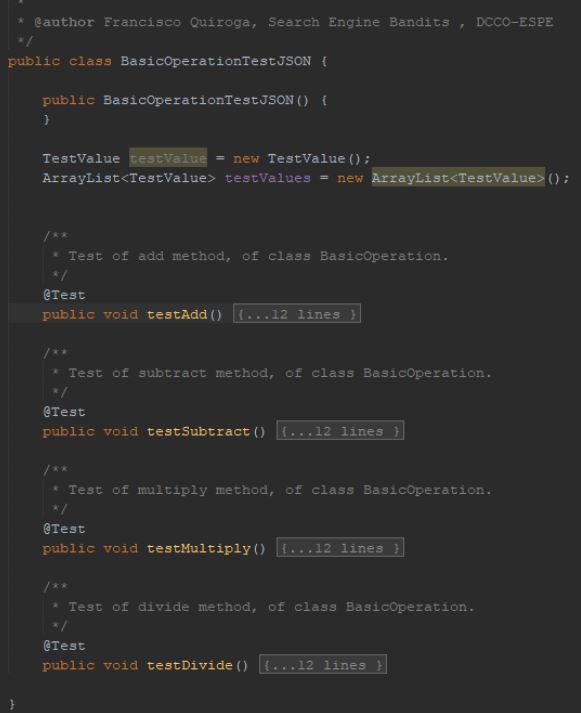 *
* @author Francisco Quiroga, Search Engine Bandits , DCCO-ESPE
*/
public class BasicOperationTestJSON {
public BasicOperationTestJSON() {
}
TestValue testValue = new TestValue();
ArrayList<TestValue> testValues = new ArrayList<TestValue>();
/**
* Test of add method, of class BasicOperation.
*/
@Test
public void testAdd() {...12 lines }
/**
* Test of subtract method, of class BasicOperation.
*/
@Test
public void testSubtract() {...12 lines }
/**
* Test of multiply method, of class BasicOperation.
*/
@Test
public void testMultiply() {...12 lines }
/**
* Test of divide method, of class BasicOperation.
*/
@Test
public void testDivide() {...12 lines }
}